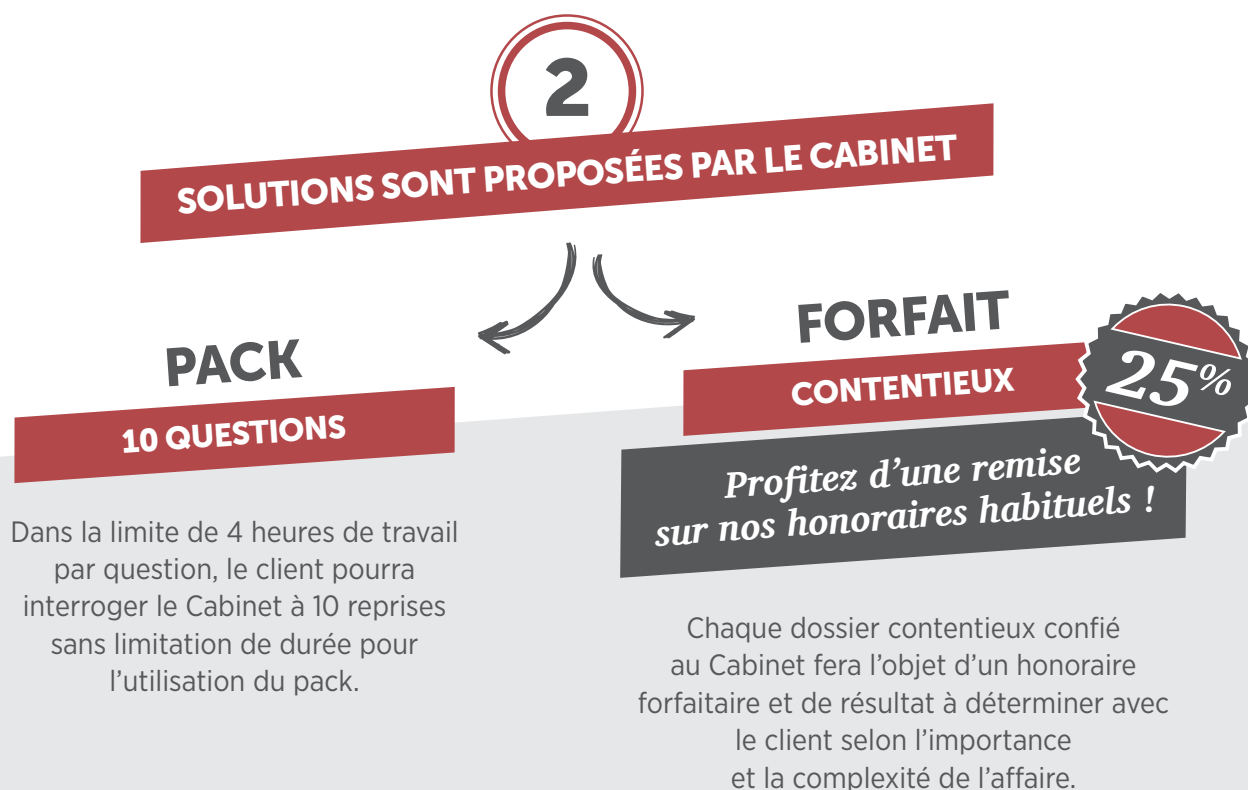 2
SOLUTIONS SONT PROPOSÉES PAR LE CABINET
PACK
10 QUESTIONS
Dans la limite de 4 heures de travail
par question, le client pourra
interroger le Cabinet à 10 reprises
sans limitation de durée pour
l’utilisation du pack.
FORFAIT
CONTENTIEUX
25%
Profitez d’une remise
sur nos honoraires habituels !
Chaque dossier contentieux confié
au Cabinet fera l’objet d’un honoraire
forfaitaire et de résultat à déterminer avec
le client selon l’importance
et la complexité de l’affaire.